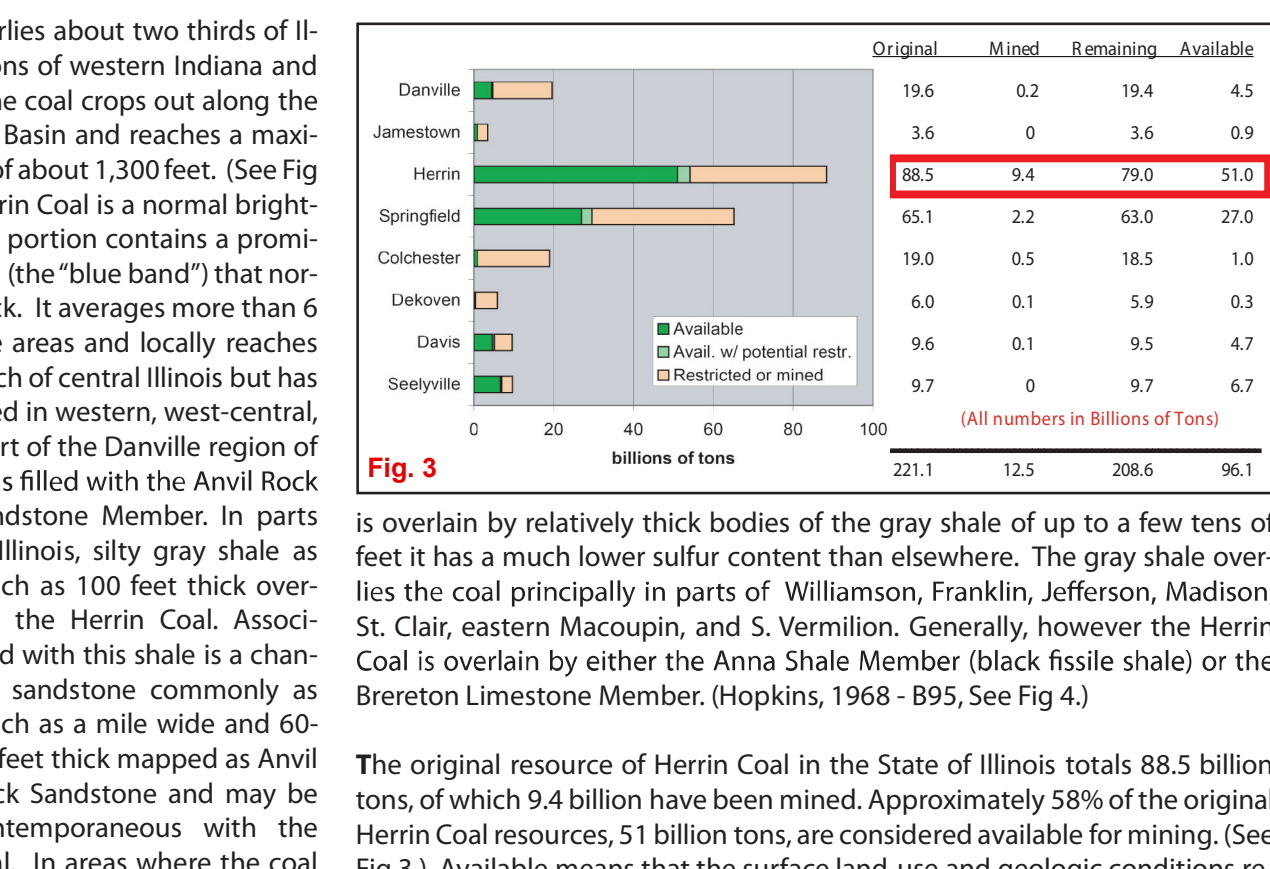 rlies about two thirds of Il-
ons of western Indiana and
he coal crops out along the
Basin and reaches a maxi-
of about 1,300 feet. (See Fig
rin Coal is a normal bright-
portion contains a promi-
(the "blue band") that nor-
ck. It averages more than 6
e areas and locally reaches
ch of central Illinois but has
ed in western, west-central,
art of the Danville region of
s filled with the Anvil Rock
ndstone Member. In parts
Illinois, silty gray shale as
ch as 100 feet thick over-
the Herrin Coal. Associ-
d with this shale is a chan-
sandstone commonly as
ch as a mile wide and 60-
feet thick mapped as Anvil
ck Sandstone and may be
ntemporaneous with the
al. In areas where the coal
Original Mined Remaining Available
Danville 19.6 0.2 19.4 4.5
Jamestown 3.6 0 3.6 0.9
Herrin 88.5 9.4 79.0 51.0
Springfield 65.1 2.2 63.0 27.0
Colchester 19.0 0.5 18.5 1.0
Dekoven 6.0 0.1 5.9 0.3
Available
Davis 9.6 0.1 9.5 4.7
Avail. w/ potential restr.
Restricted or mined
Seelyville 9.7 0 9.7 6.7
(All numbers in Billions of Tons)
0 20 40 60 80 100
billions of tons
Fig. 3
221.1 12.5 208.6 96.1
is overlain by relatively thick bodies of the gray shale of up to a few tens of
feet it has a much lower sulfur content than elsewhere. The gray shale over-
lies the coal principally in parts of Williamson, Franklin, Jefferson, Madison,
St. Clair, eastern Macoupin, and S. Vermilion. Generally, however the Herrin
Coal is overlain by either the Anna Shale Member (black fissile shale) or the
Brereton Limestone Member. (Hopkins, 1968 - B95, See Fig 4.)
The original resource of Herrin Coal in the State of Illinois totals 88.5 billion
tons, of which 9.4 billion have been mined. Approximately 58% of the original
Herrin Coal resources, 51 billion tons, are considered available for mining. (See
Fig 3.) Available means that the surface land-use and geologic conditions re-